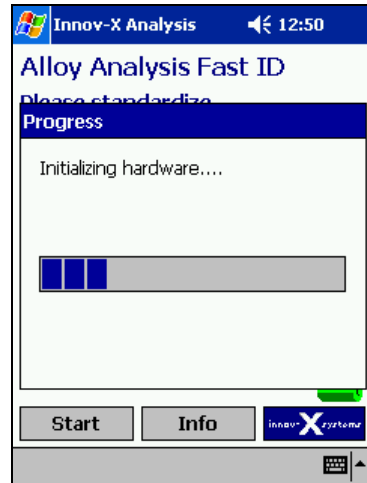 Innov-X Analysis 12:50
Alloy Analysis Fast ID
Please standardize
Progress
Initializing hardware....
Start Info innov-X systems